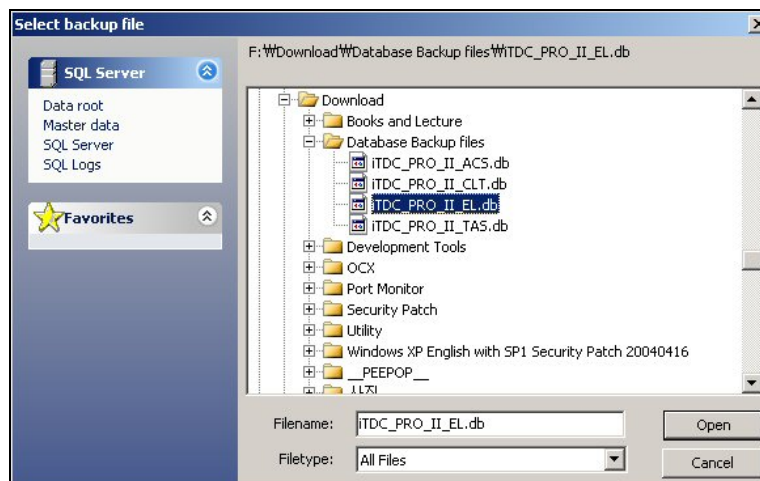 Select backup file
F:₩Download₩Database Backup files₩iTDC_PRO_II_EL.db
SQL Server
Data root
Master data
SQL Server
SQL Logs
Favorites
Download
Books and Lecture
Database Backup files
iTDC_PRO_II_ACS.db
iTDC_PRO_II_CLT.db
iTDC_PRO_II_EL.db
iTDC_PRO_II_TAS.db
Development Tools
OCX
Port Monitor
Security Patch
Utility
Windows XP English with SP1 Security Patch 20040416
__PEEPOP__
Filename:
iTDC_PRO_II_EL.db
Open
Filetype:
All Files
Cancel